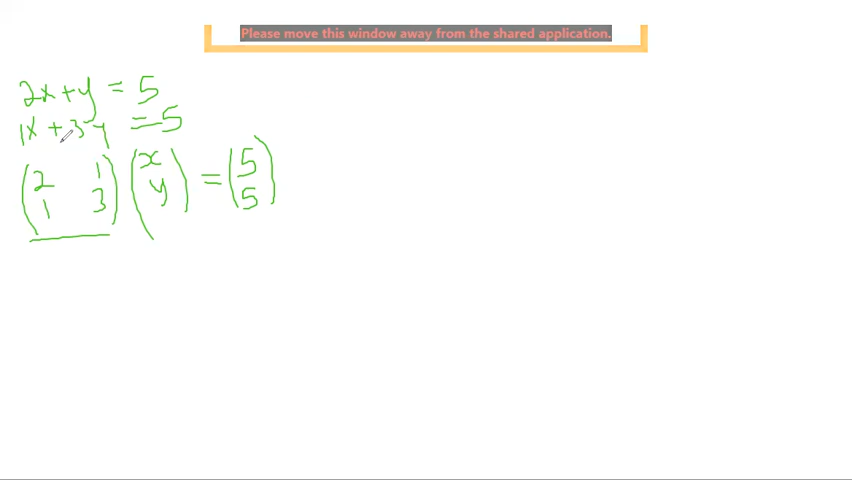 Please move this window away from the shared application.
2x + y = 5
1x + 3y = 5
(2 1) (x) = (5)
(1 3) (y) (5)